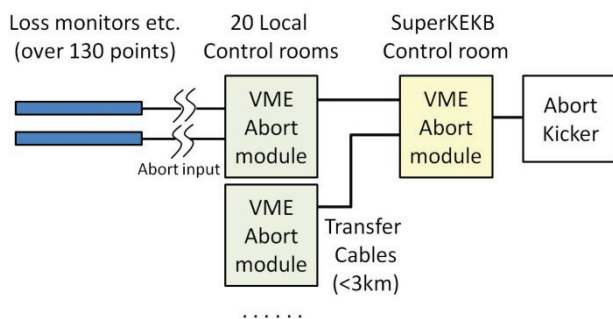 Loss monitors etc.
(over 130 points)
20 Local
Control rooms
SuperKEKB
Control room
VME
Abort
module
VME
Abort
module
Abort
Kicker
Abort input
VME
Abort
module
Transfer
Cables
(<3km)
......